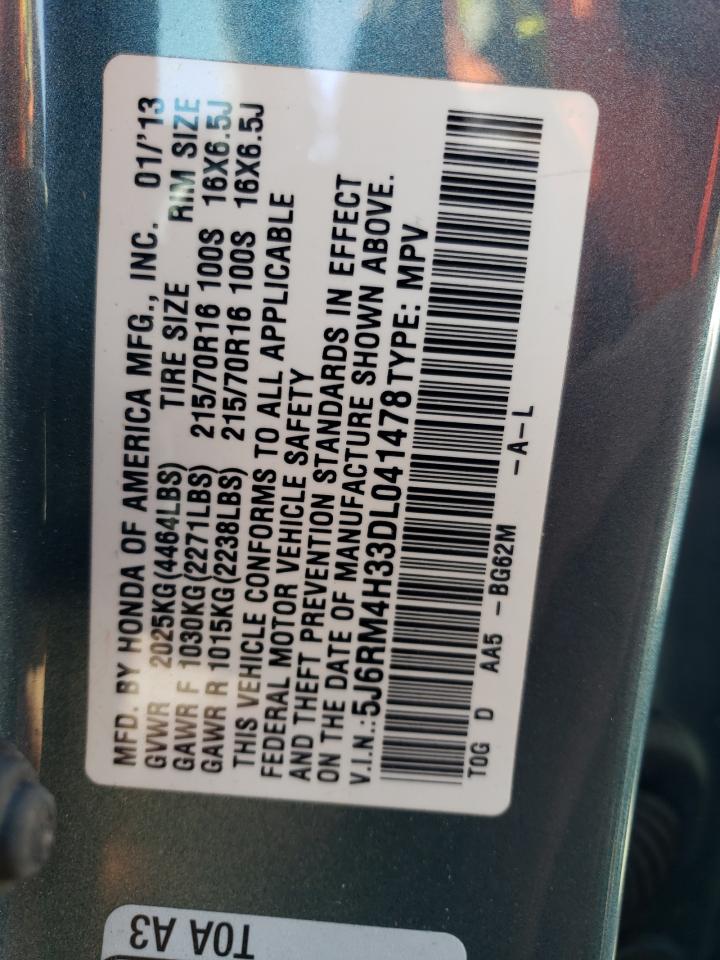 MFD. BY HONDA OF AMERICA MFG., INC. 01/'13
GVWR 2025KG(4464LBS) TIRE SIZE RIM SIZE
GAWR F 1030KG(2271LBS) 215/70R16 100S 16X6.5J
GAWR R 1015KG(2238LBS) 215/70R16 100S 16X6.5J
THIS VEHICLE CONFORMS TO ALL APPLICABLE
FEDERAL MOTOR VEHICLE SAFETY
AND THEFT PREVENTION STANDARDS IN EFFECT
ON THE DATE OF MANUFACTURE SHOWN ABOVE.
V.I.N.:5J6RM4H33DL041478 TYPE: MPV
T0G D AA5 -BG62M -A-L
T0A A3